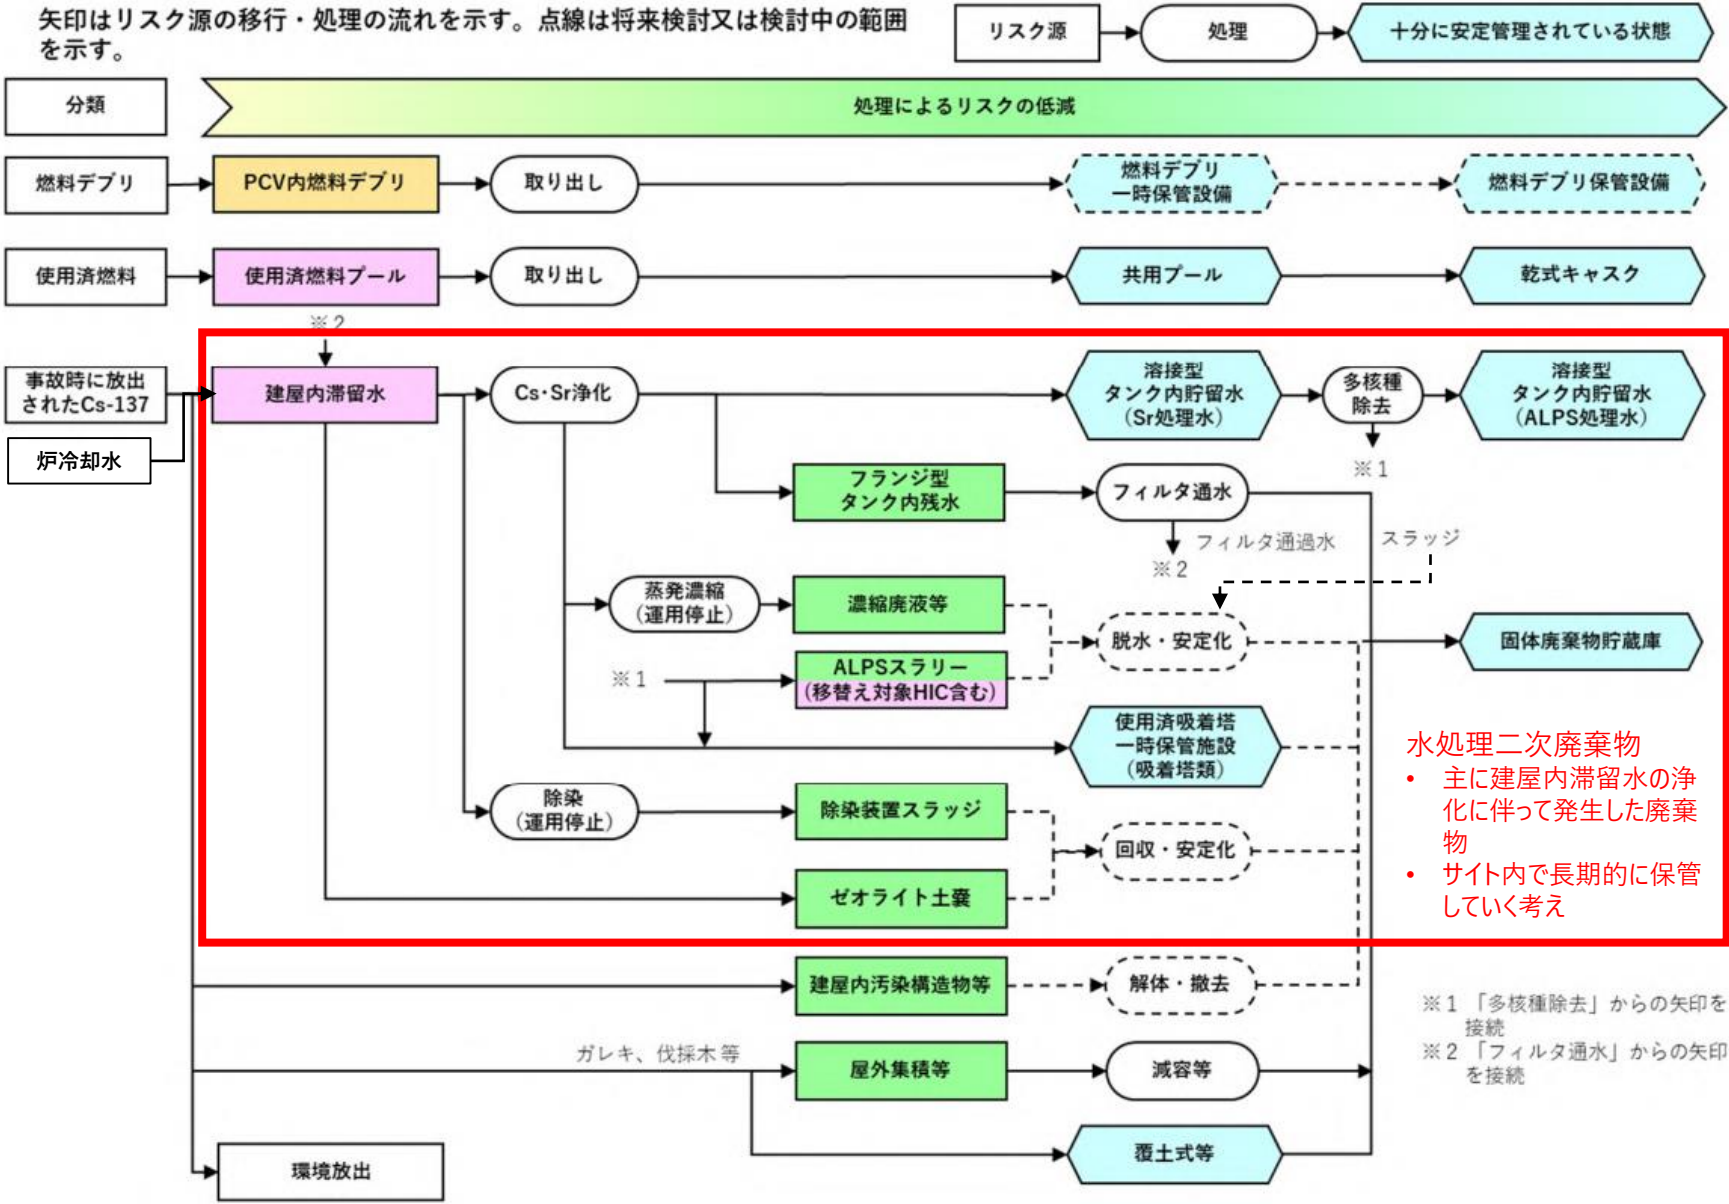 矢印はリスク源の移行・処理の流れを示す。点線は将来検討又は検討中の範囲
を示す。
リスク源
処理
十分に安定管理されている状態
分類
処理によるリスクの低減
燃料デブリ
PCV内燃料デブリ
取り出し
燃料デブリ
一時保管設備
燃料デブリ保管設備
使用済燃料
使用済燃料プール
取り出し
共用プール
乾式キャスク
※2
事故時に放出
されたCs-137
炉冷却水
建屋内滞留水
Cs・Sr浄化
溶接型
タンク内貯留水
(Sr処理水)
多核種
除去
溶接型
タンク内貯留水
(ALPS処理水)
※1
フランジ型
タンク内残水
フィルタ通水
フィルタ通過水
※2
スラッジ
蒸発濃縮
(運用停止)
濃縮廃液等
脱水・安定化
固体廃棄物貯蔵庫
※1
ALPSスラリー
(移替え対象HIC含む)
使用済吸着塔
一時保管施設
(吸着塔類)
水処理二次廃棄物
• 主に建屋内滞留水の浄
化に伴って発生した廃棄
物
• サイト内で長期的に保管
していく考え
除染
(運用停止)
除染装置スラッジ
回収・安定化
ゼオライト土嚢
建屋内汚染構造物等
解体・撤去
※1 「多核種除去」からの矢印を
接続
※2 「フィルタ通水」からの矢印
を接続
ガレキ、伐採木等
屋外集積等
減容等
覆土式等
環境放出